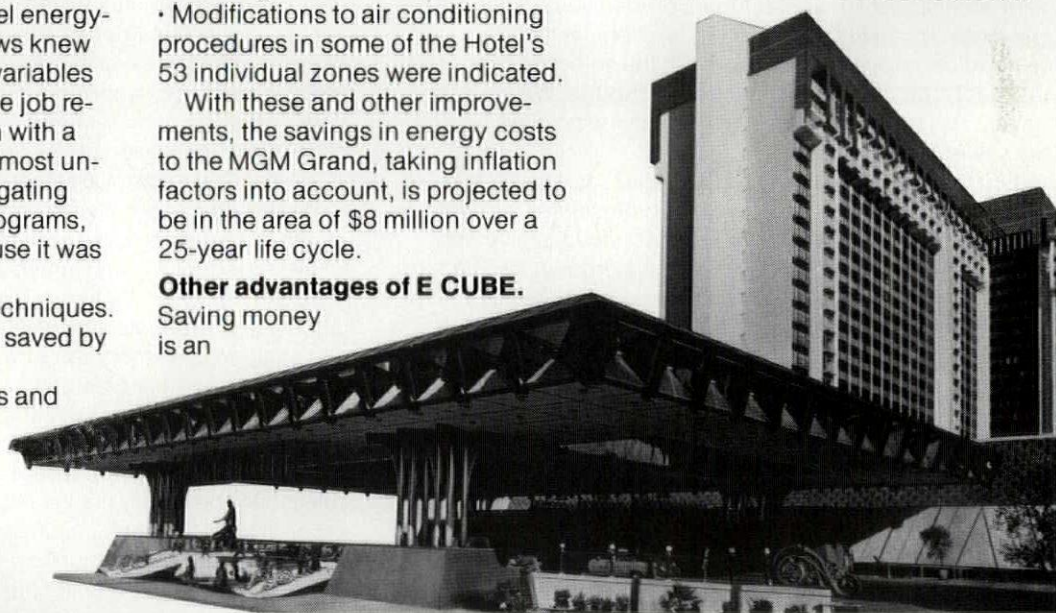 el energy-
ws knew
variables
e job re-
n with a
most un-
gating
ograms,
use it was
chniques.
saved by
s and
· Modifications to air conditioning
procedures in some of the Hotel's
53 individual zones were indicated.
With these and other improve-
ments, the savings in energy costs
to the MGM Grand, taking inflation
factors into account, is projected to
be in the area of $8 million over a
25-year life cycle.
Other advantages of E CUBE.
Saving money
is an